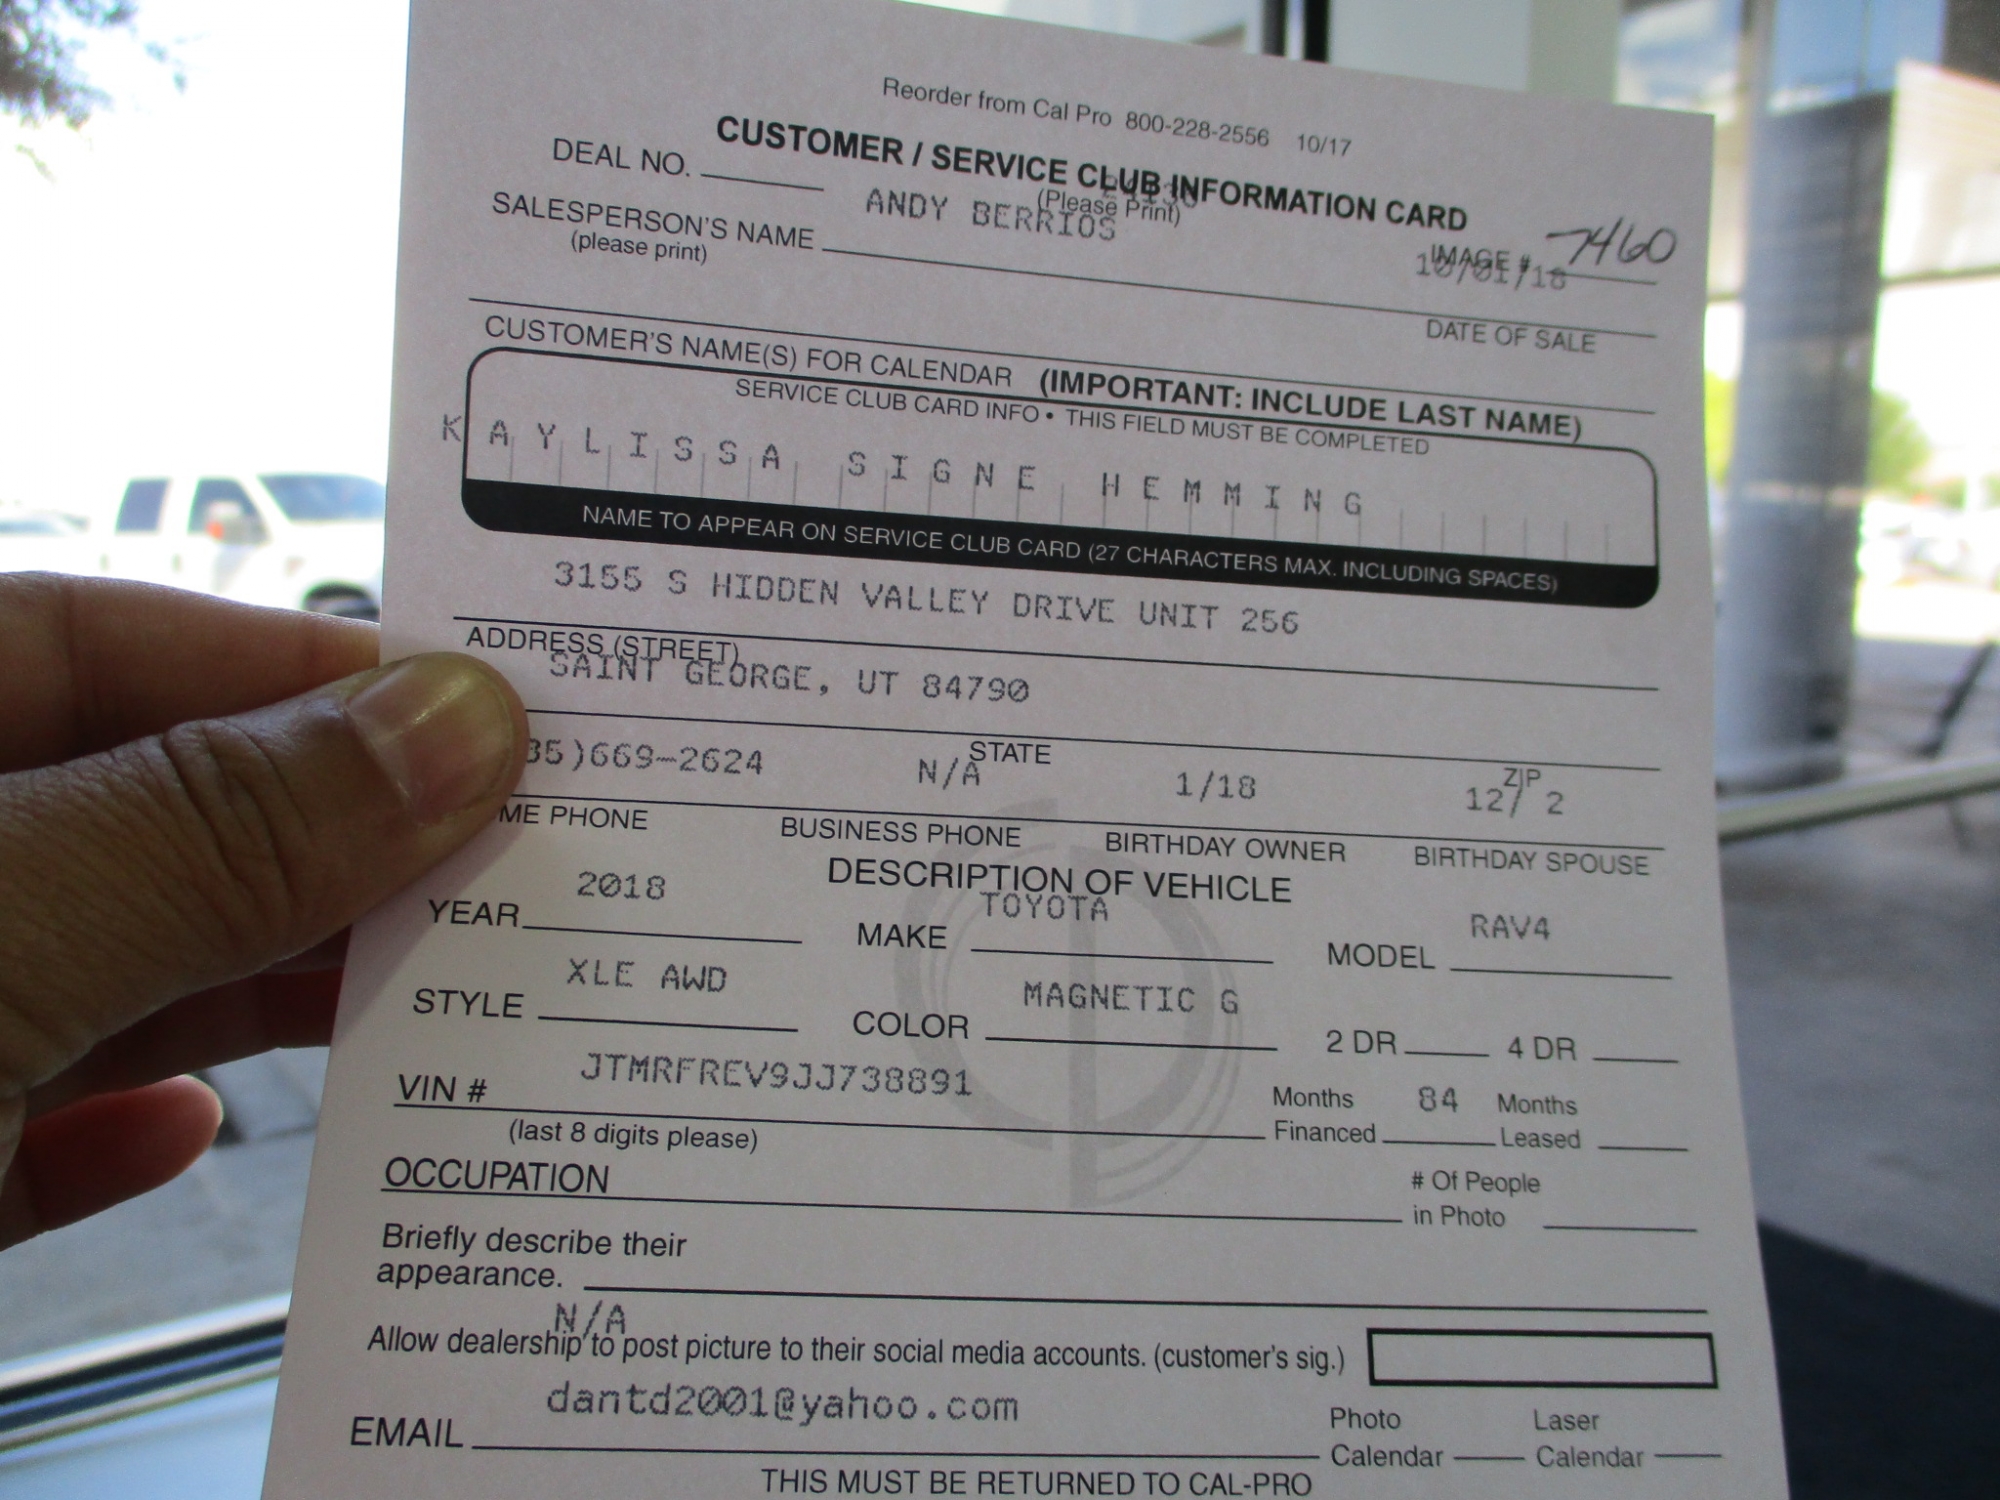 Reorder from Cal Pro 800-228-2556 10/17
CUSTOMER / SERVICE CLUB INFORMATION CARD
DEAL NO.
(Please Print)
SALESPERSON'S NAME ANDY BERRIOS
(please print)
IMAGE # 7460
10/01/18
DATE OF SALE
CUSTOMER'S NAME(S) FOR CALENDAR (IMPORTANT: INCLUDE LAST NAME)
SERVICE CLUB CARD INFO • THIS FIELD MUST BE COMPLETED
KAYLISSA SIGNE HEMMING
NAME TO APPEAR ON SERVICE CLUB CARD (27 CHARACTERS MAX. INCLUDING SPACES)
3155 S HIDDEN VALLEY DRIVE UNIT 256
ADDRESS (STREET)
SAINT GEORGE, UT 84790
STATE ZIP
35)669-2624 N/A 1/18 12/ 2
ME PHONE BUSINESS PHONE BIRTHDAY OWNER BIRTHDAY SPOUSE
DESCRIPTION OF VEHICLE
YEAR 2018 MAKE TOYOTA MODEL RAV4
STYLE XLE AWD COLOR MAGNETIC G 2 DR 4 DR
VIN # JTMRFREV9JJ738891
(last 8 digits please)
Months Financed 84 Months Leased
OCCUPATION
# Of People in Photo
Briefly describe their
appearance.
N/A
Allow dealership to post picture to their social media accounts. (customer's sig.)
EMAIL dantd2001@yahoo.com
Photo Calendar Laser Calendar
THIS MUST BE RETURNED TO CAL-PRO